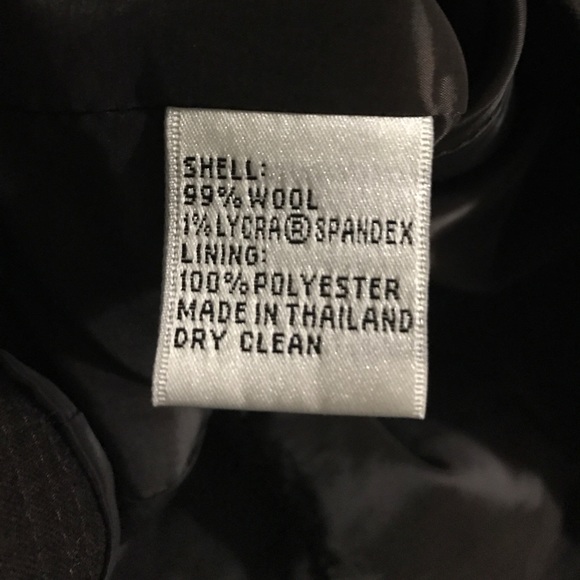 SHELL:
99% WOOL
1% LYCRA® SPANDEX
LINING:
100% POLYESTER
MADE IN THAILAND
DRY CLEAN